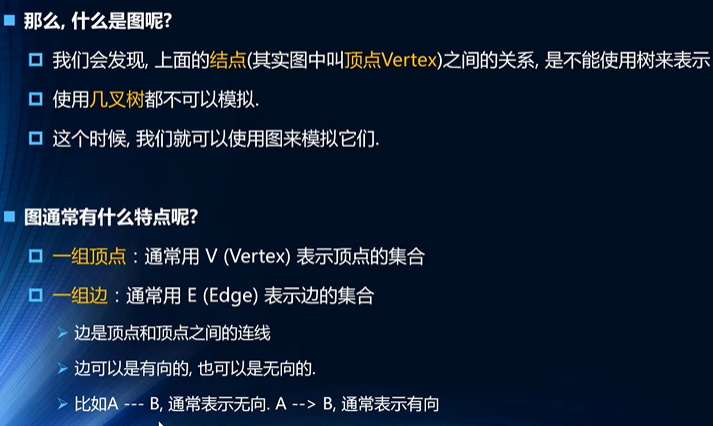 那么, 什么是图呢?
我们会发现, 上面的结点(其实图中叫顶点Vertex)之间的关系, 是不能使用树来表示
使用几叉树都不可以模拟.
这个时候, 我们就可以使用图来模拟它们.
图通常有什么特点呢?
一组顶点：通常用 V (Vertex) 表示顶点的集合
一组边：通常用 E (Edge) 表示边的集合
边是顶点和顶点之间的连线
边可以是有向的, 也可以是无向的.
比如A --- B, 通常表示无向. A --> B, 通常表示有向